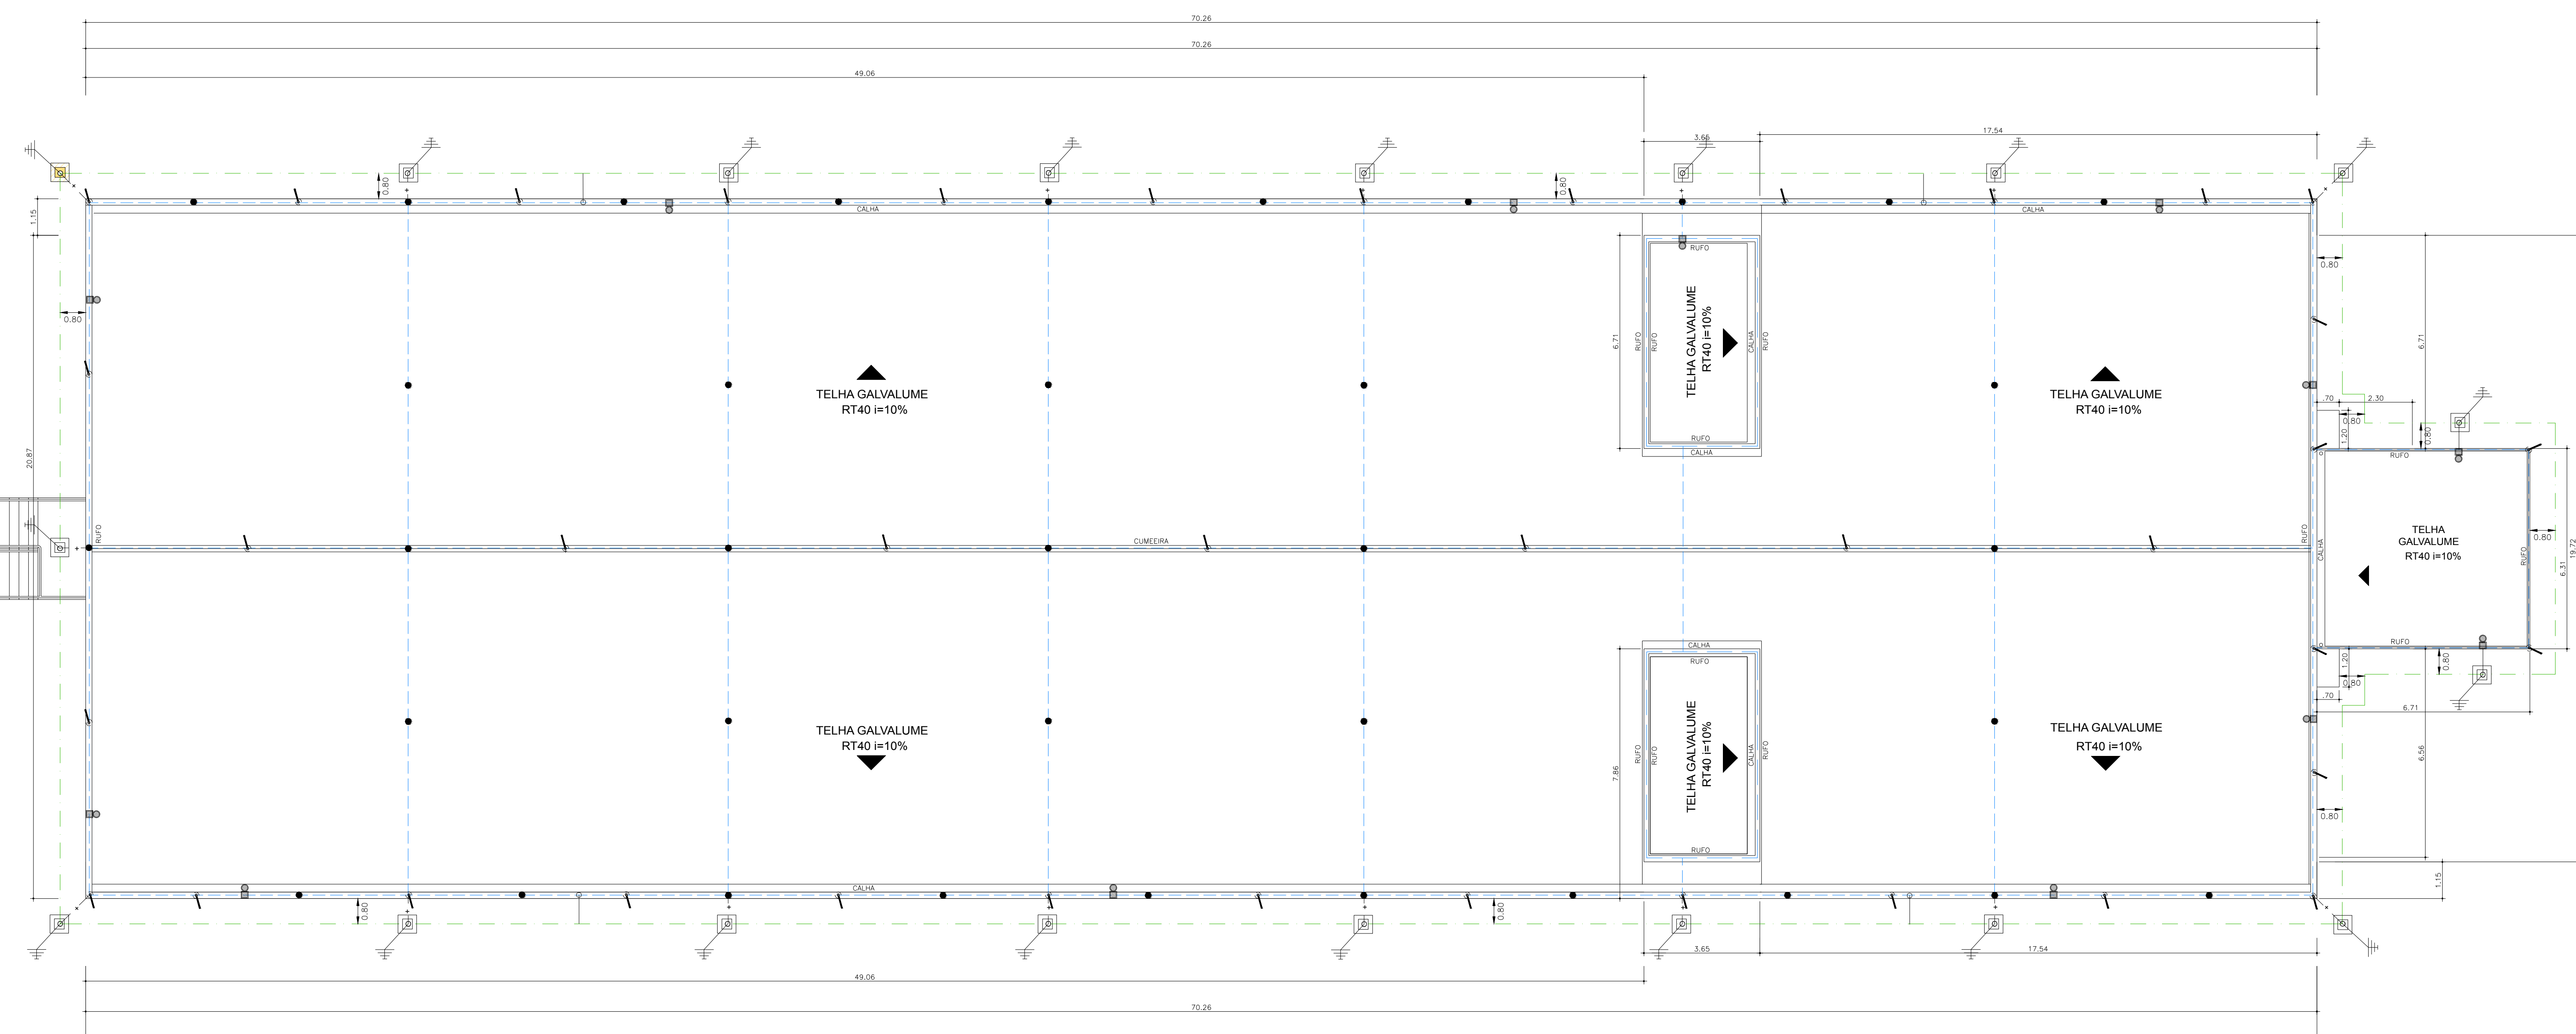 70.26
70.26
49.06
3.65
17.54
0.80
0.80
1.15
CALHA
CALHA
RUFO
0.80
0.80
6.71
6.71
TELHA GALVALUME
RT40 i=10%
RUFO
RUFO
CALHA
RUFO
TELHA GALVALUME
RT40 i=10%
TELHA GALVALUME
RT40 i=10%
.70
2.30
0.80
1.20
0.80
RUFO
CALHA
RUFO
20.87
RUFO
CUMEEIRA
RUFO
CALHA
TELHA
GALVALUME
RT40 i=10%
RUFO
0.80
6.31
19.72
CALHA
RUFO
RUFO
1.20
0.80
0.80
.70
6.71
TELHA GALVALUME
RT40 i=10%
7.86
RUFO
RUFO
TELHA GALVALUME
RT40 i=10%
CALHA
RUFO
TELHA GALVALUME
RT40 i=10%
6.56
0.80
RUFO
CALHA
1.15
0.80
0.80
3.65
17.54
49.06
70.26